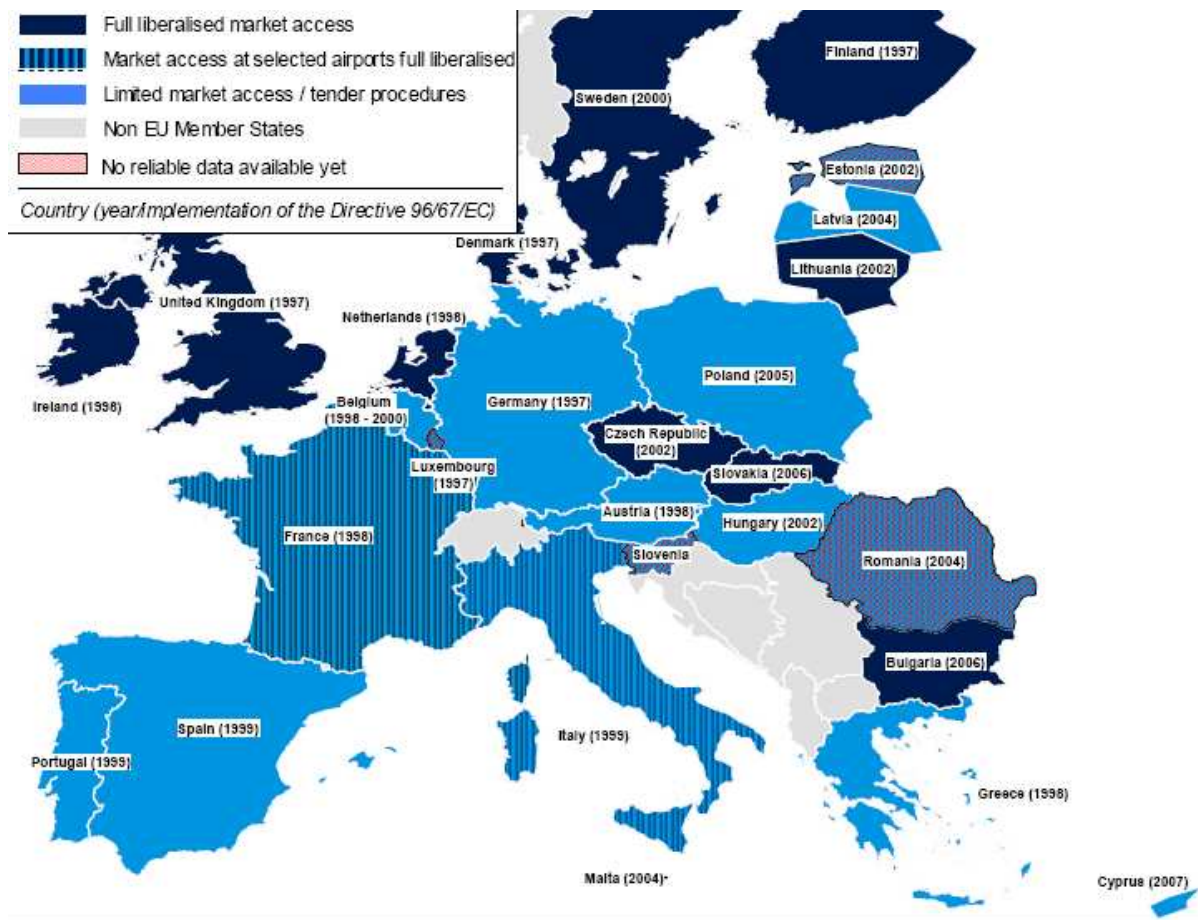 Full liberalised market access
Market access at selected airports full liberalised
Limited market access / tender procedures
Non EU Member States
No reliable data available yet
Country (year/implementation of the Directive 96/67/EC)
Finland (1997)
Sweden (2000)
Estonia (2002)
Latvia (2004)
Denmark (1997)
Lithuania (2002)
United Kingdom (1997)
Netherlands (1998)
Poland (2005)
Ireland (1998)
Belgium
(1998 - 2000)
Germany (1997)
Czech Republic
(2002)
Luxembourg
(1997)
Slovakia (2006)
Austria (1998)
Hungary (2002)
France (1998)
Slovenia
Romania (2004)
Bulgaria (2006)
Spain (1999)
Italy (1999)
Portugal (1999)
Greece (1998)
Malta (2004)
Cyprus (2007)